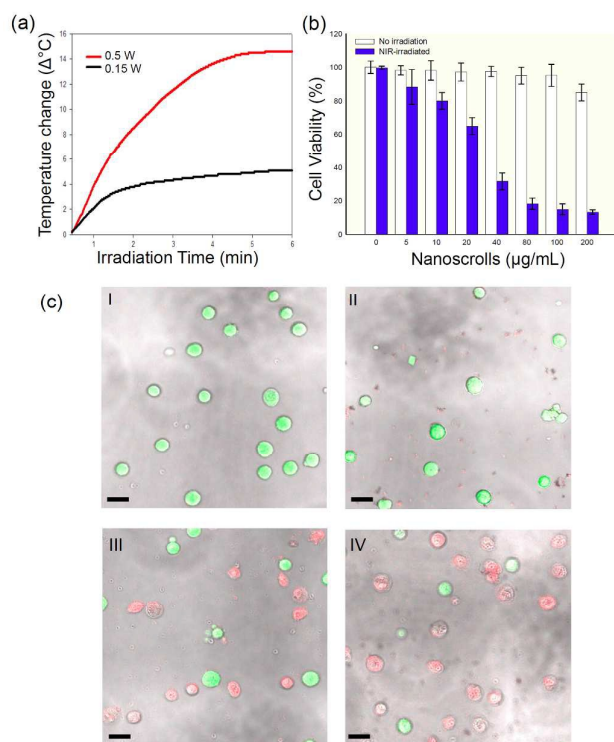 (a)
Temperature change (Δ°C)
16
14
12
10
8
6
4
2
0
0.5 W
0.15 W
1
2
3
4
5
6
Irradiation Time (min)
(b)
Cell Viability (%)
120
100
80
60
40
20
0
No irradiation
NIR-irradiated
0
5
10
20
40
80
100
200
Nanoscrolls (µg/mL)
(c)
I
II
III
IV